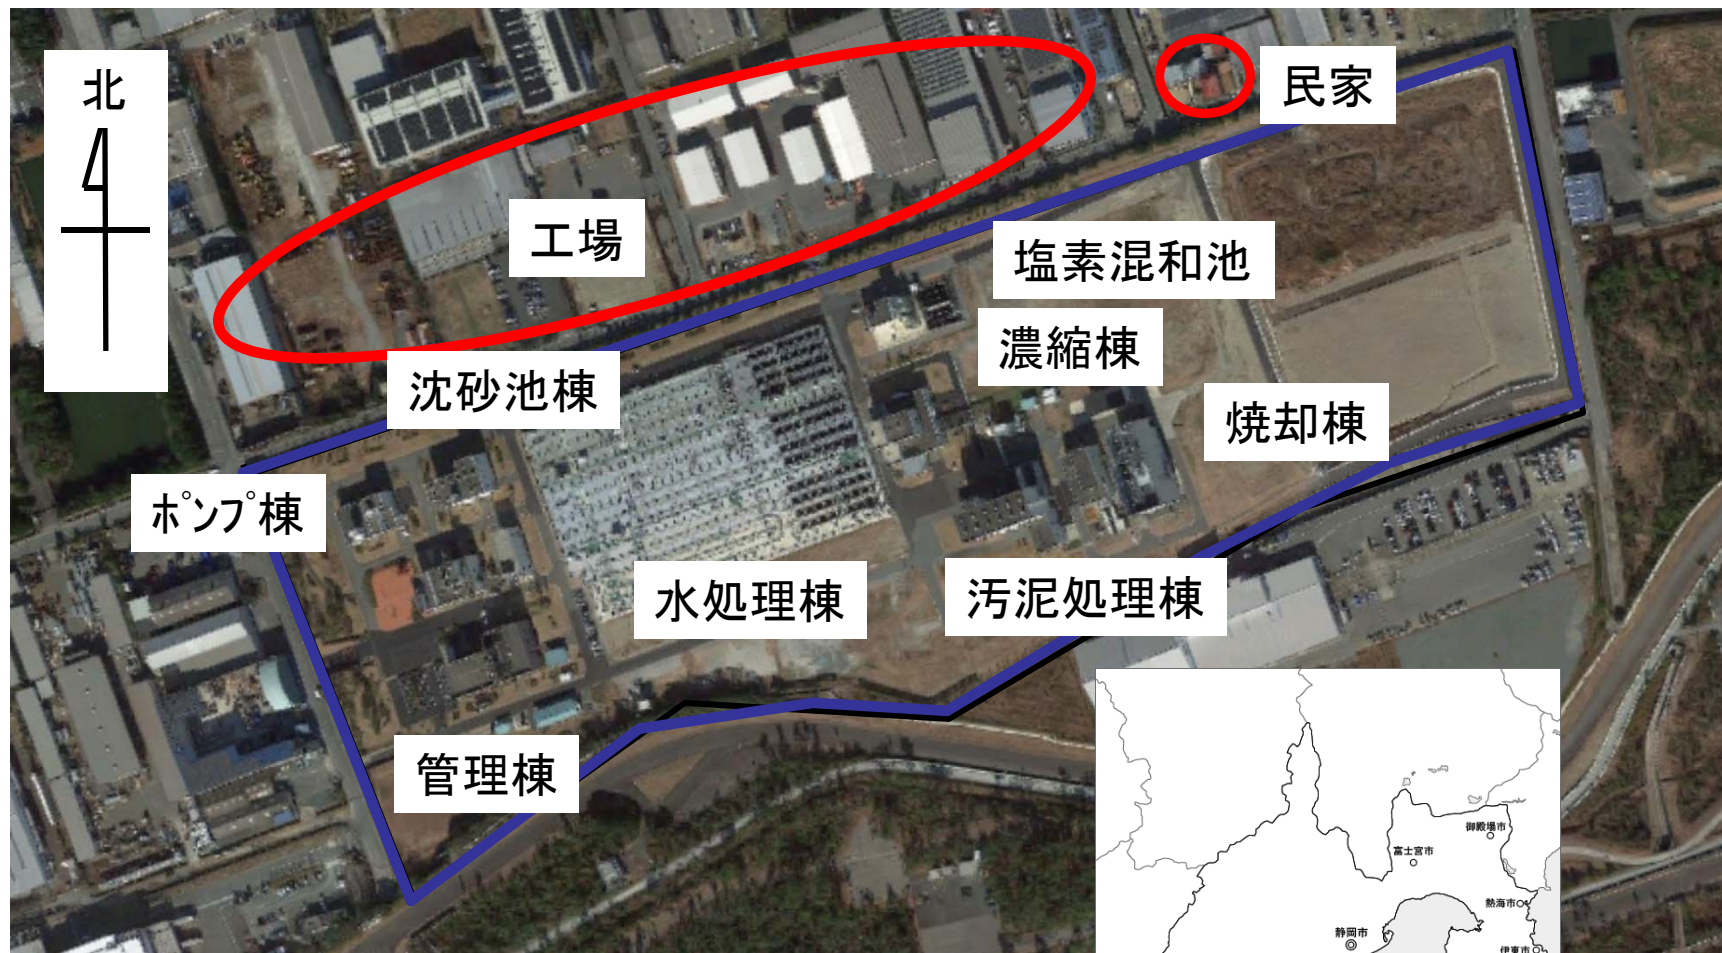 北
民家
工場
塩素混和池
濃縮棟
沈砂池棟
焼却棟
ﾎﾟﾝﾌﾟ棟
水処理棟
汚泥処理棟
管理棟
御殿場市
富士宮市
熱海市
静岡市
伊東市